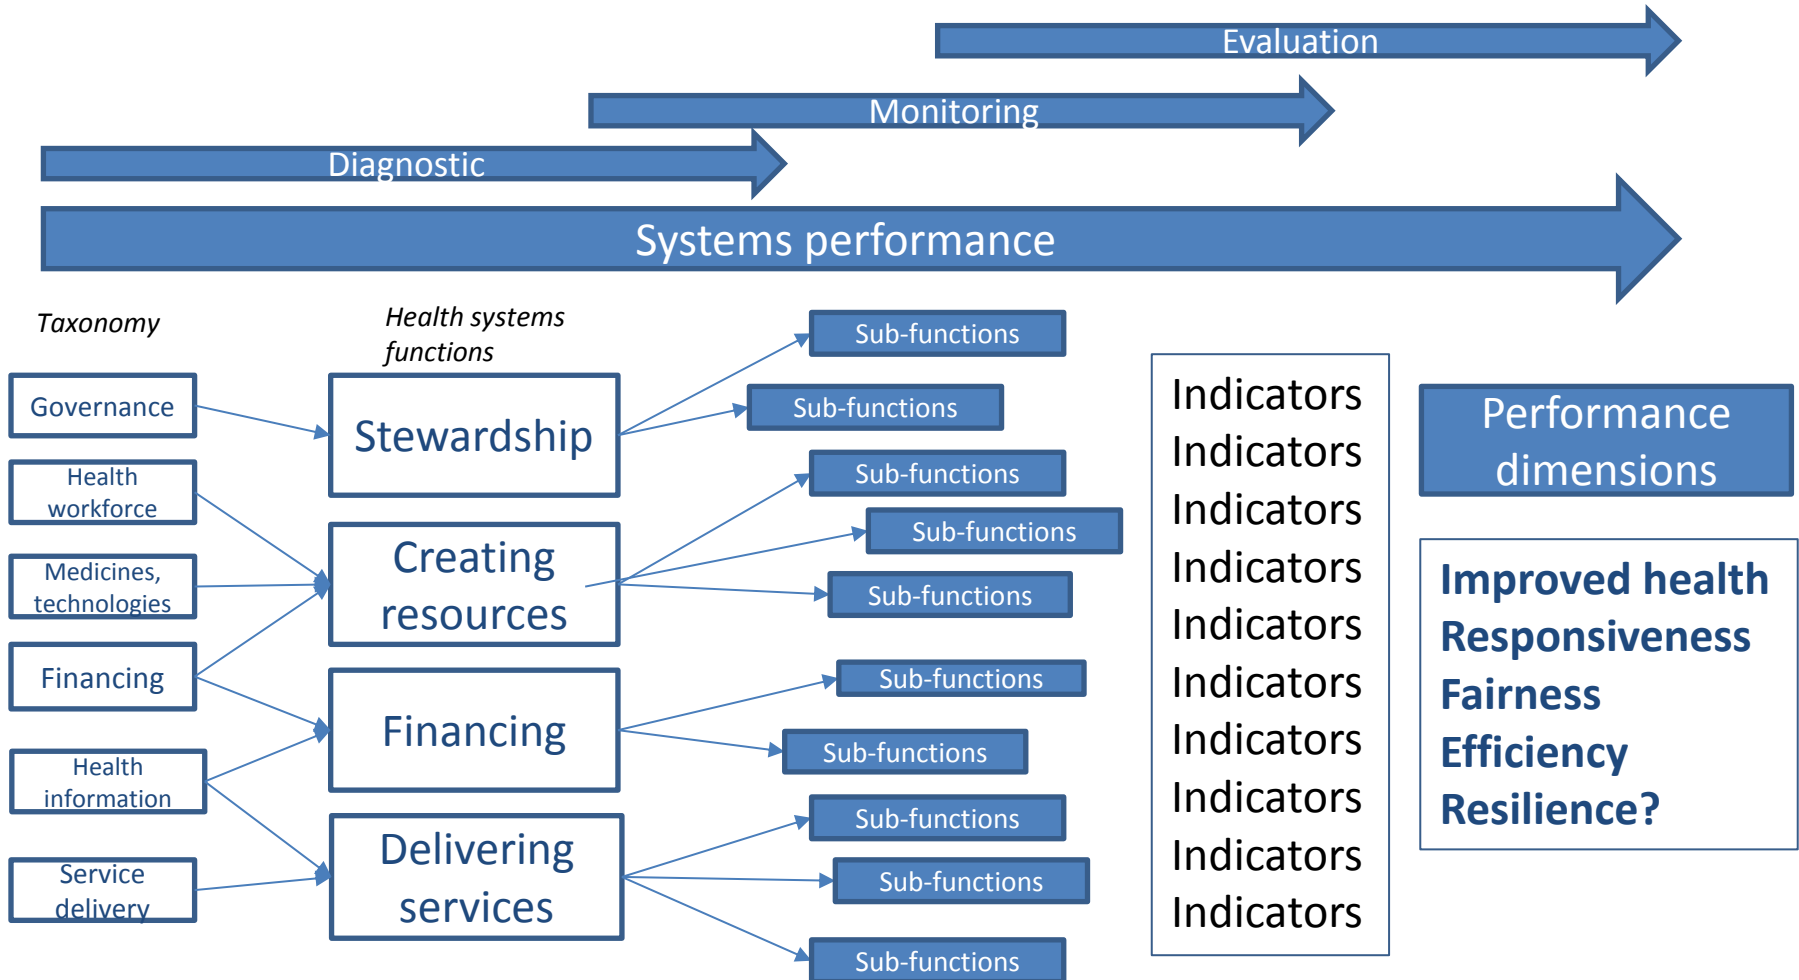 Evaluation
Monitoring
Diagnostic
Systems performance
Taxonomy
Health systems
functions
Governance
Health
workforce
Medicines,
technologies
Financing
Health
information
Service
delivery
Stewardship
Creating
resources
Financing
Delivering
services
Sub-functions
Sub-functions
Sub-functions
Sub-functions
Sub-functions
Sub-functions
Sub-functions
Sub-functions
Sub-functions
Sub-functions
Indicators
Indicators
Indicators
Indicators
Indicators
Indicators
Indicators
Indicators
Indicators
Indicators
Performance
dimensions
Improved health
Responsiveness
Fairness
Efficiency
Resilience?